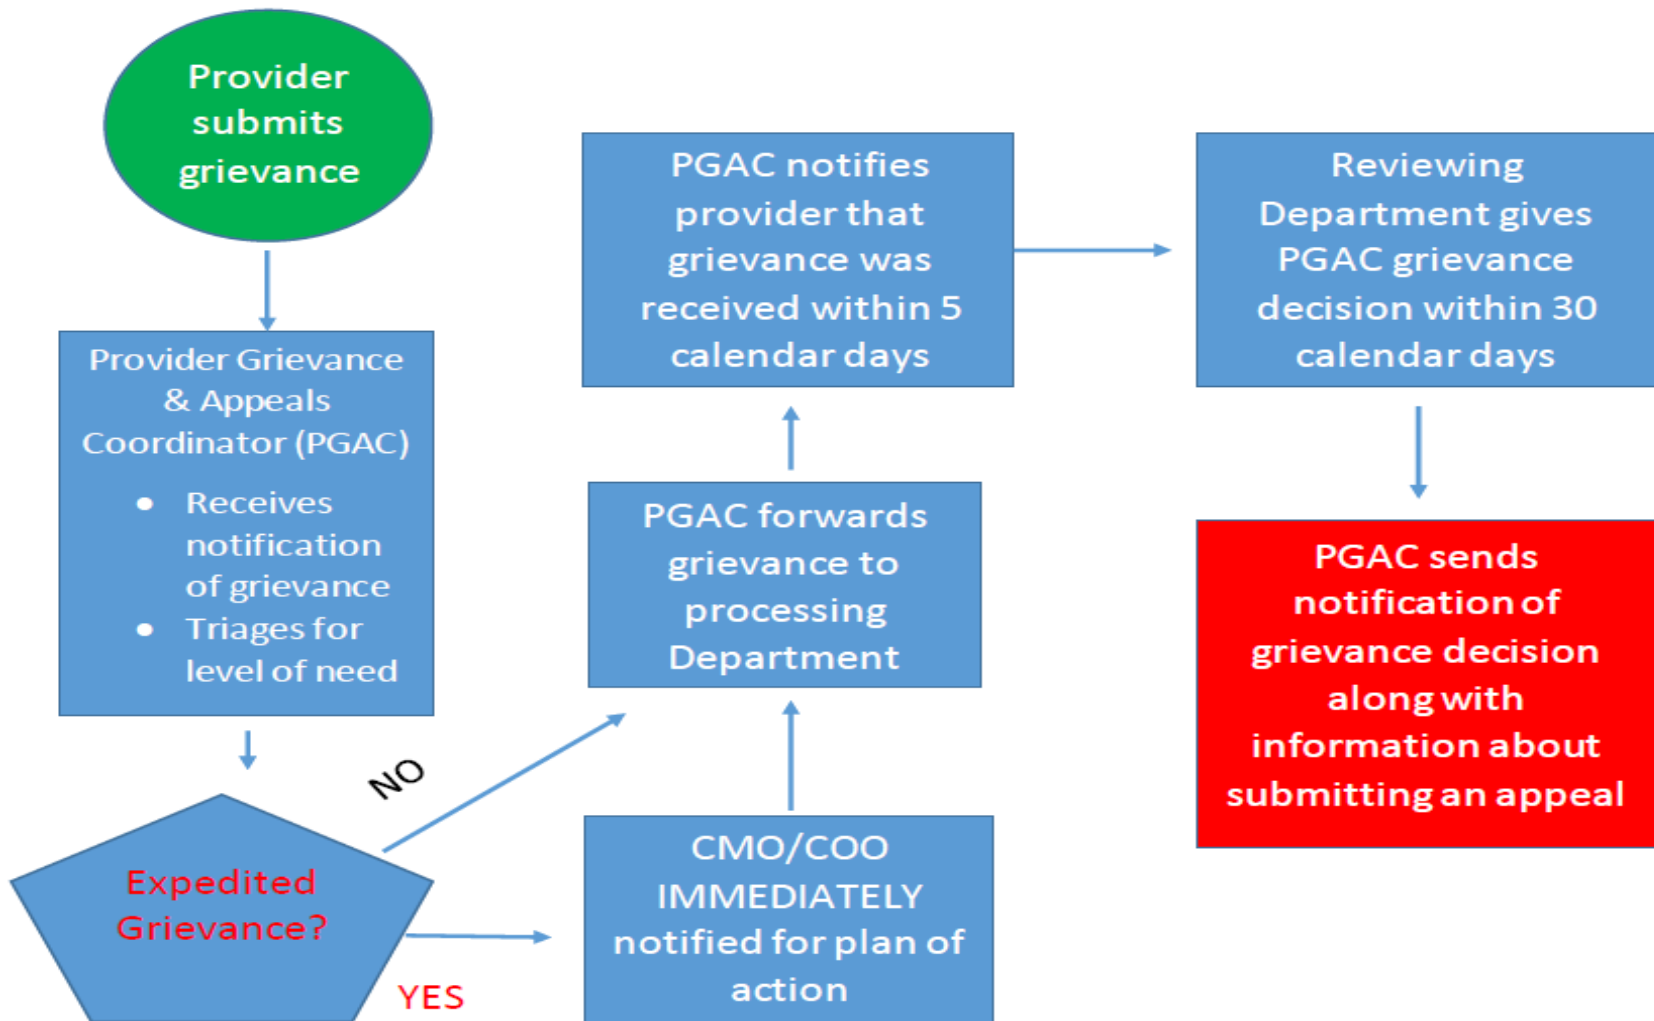 Provider
submits
grievance
Provider Grievance
& Appeals
Coordinator (PGAC)
• Receives
notification
of grievance
• Triages for
level of need
Expedited
Grievance?
NO
YES
CMO/COO
IMMEDIATELY
notified for plan of
action
PGAC forwards
grievance to
processing
Department
PGAC notifies
provider that
grievance was
received within 5
calendar days
Reviewing
Department gives
PGAC grievance
decision within 30
calendar days
PGAC sends
notification of
grievance decision
along with
information about
submitting an appeal